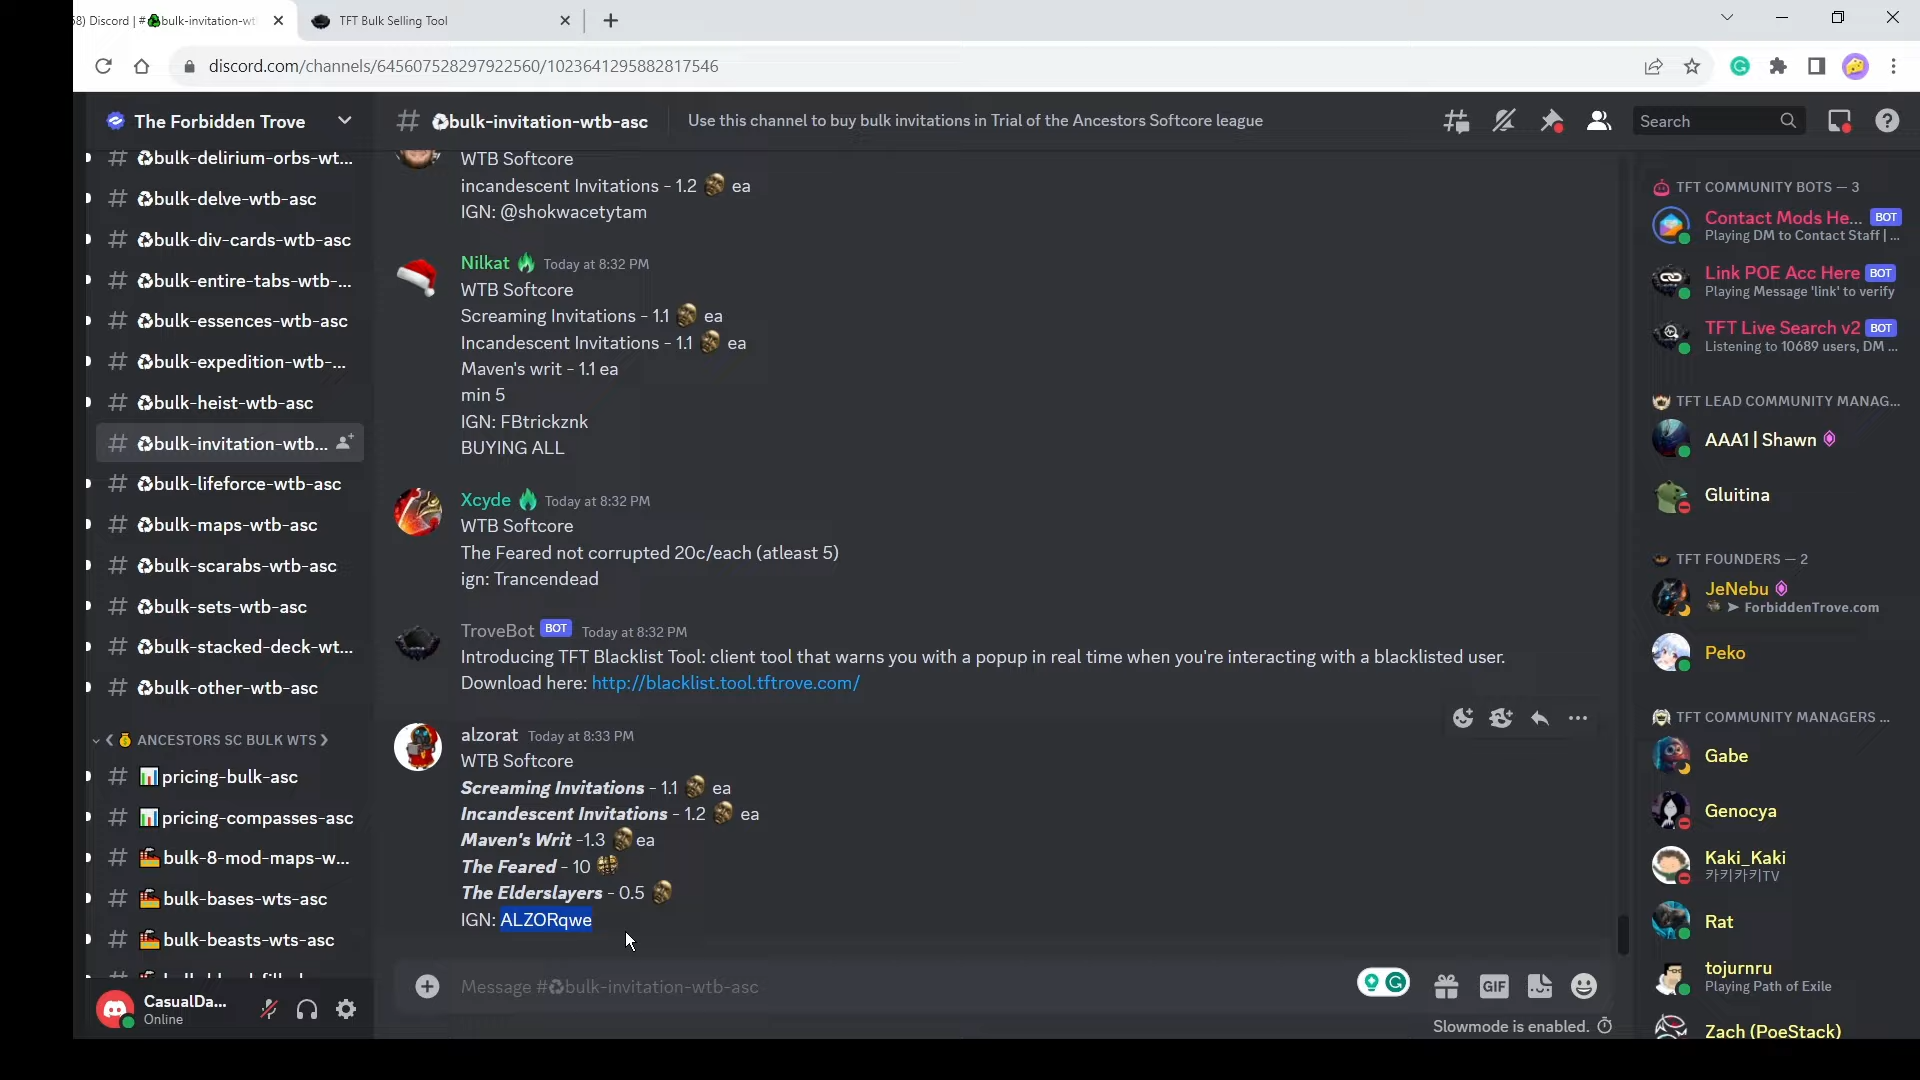 58) Discord | #bulk-invitation-wt
TFT Bulk Selling Tool
discord.com/channels/645607528297922560/1023641295882817546
The Forbidden Trove
#bulk-invitation-wtb-asc
Use this channel to buy bulk invitations in Trial of the Ancestors Softcore league
Search
# bulk-delirium-orbs-wt...
# bulk-delve-wtb-asc
# bulk-div-cards-wtb-asc
# bulk-entire-tabs-wtb-...
# bulk-essences-wtb-asc
# bulk-expedition-wtb-...
# bulk-heist-wtb-asc
# bulk-invitation-wtb...
# bulk-lifeforce-wtb-asc
# bulk-maps-wtb-asc
# bulk-scarabs-wtb-asc
# bulk-sets-wtb-asc
# bulk-stacked-deck-wt...
# bulk-other-wtb-asc
ANCESTORS SC BULK WTS
# pricing-bulk-asc
# pricing-compasses-asc
# bulk-8-mod-maps-w...
# bulk-bases-wts-asc
# bulk-beasts-wts-asc
CasualDa...
Online
WTB Softcore
incandescent Invitations - 1.2 ea
IGN: @shokwacetytam
Nilkat Today at 8:32 PM
WTB Softcore
Screaming Invitations - 1.1 ea
Incandescent Invitations - 1.1 ea
Maven's writ - 1.1 ea
min 5
IGN: FBtrickznk
BUYING ALL
Xcyde Today at 8:32 PM
WTB Softcore
The Feared not corrupted 20c/each (atleast 5)
ign: Trancendead
TroveBot BOT Today at 8:32 PM
Introducing TFT Blacklist Tool: client tool that warns you with a popup in real time when you're interacting with a blacklisted user.
Download here: http://blacklist.tool.tftrove.com/
alzorat Today at 8:33 PM
WTB Softcore
Screaming Invitations - 1.1 ea
Incandescent Invitations - 1.2 ea
Maven's Writ -1.3 ea
The Feared - 10
The Elderslayers - 0.5
IGN: ALZORqwe
Message #bulk-invitation-wtb-asc
GIF
Slowmode is enabled.
TFT COMMUNITY BOTS — 3
Contact Mods He... BOT
Playing DM to Contact Staff | ...
Link POE Acc Here BOT
Playing Message 'link' to verify
TFT Live Search v2 BOT
Listening to 10689 users, DM ...
TFT LEAD COMMUNITY MANAG...
AAA1 | Shawn
Gluitina
TFT FOUNDERS — 2
JeNebu
➤ ForbiddenTrove.com
Peko
TFT COMMUNITY MANAGERS ...
Gabe
Genocya
Kaki_Kaki
카키카키TV
Rat
tojurnru
Playing Path of Exile
Zach (PoeStack)